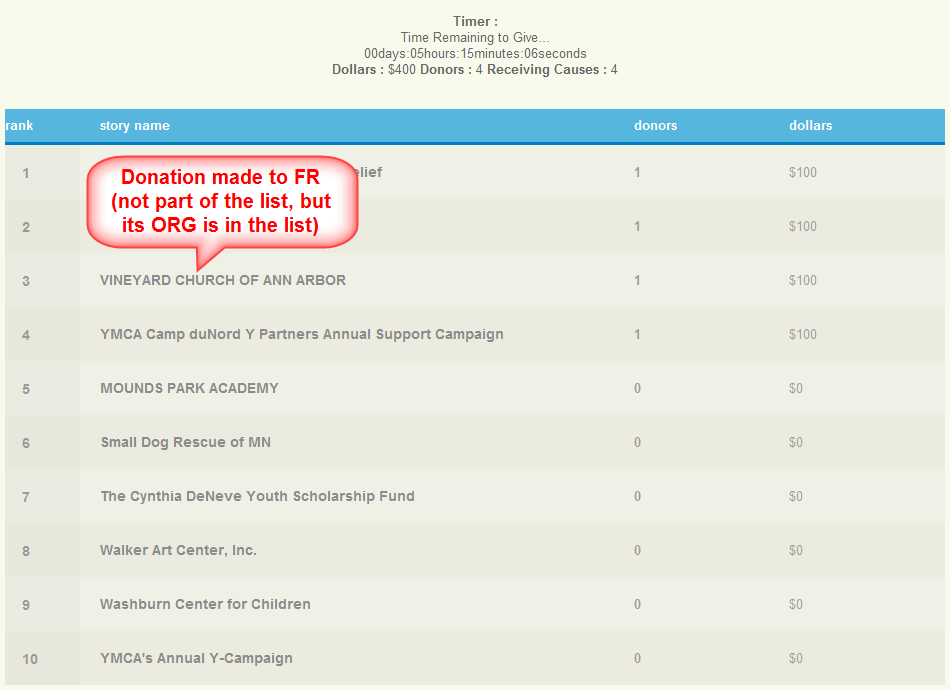 Timer :
Time Remaining to Give...
00days:05hours:15minutes:06seconds
Dollars : $400 Donors : 4 Receiving Causes : 4
rank story name donors dollars
1 1 $100
Donation made to FR
(not part of the list, but
its ORG is in the list)
2 1 $100
3 VINEYARD CHURCH OF ANN ARBOR 1 $100
4 YMCA Camp duNord Y Partners Annual Support Campaign 1 $100
5 MOUNDS PARK ACADEMY 0 $0
6 Small Dog Rescue of MN 0 $0
7 The Cynthia DeNeve Youth Scholarship Fund 0 $0
8 Walker Art Center, Inc. 0 $0
9 Washburn Center for Children 0 $0
10 YMCA's Annual Y-Campaign 0 $0